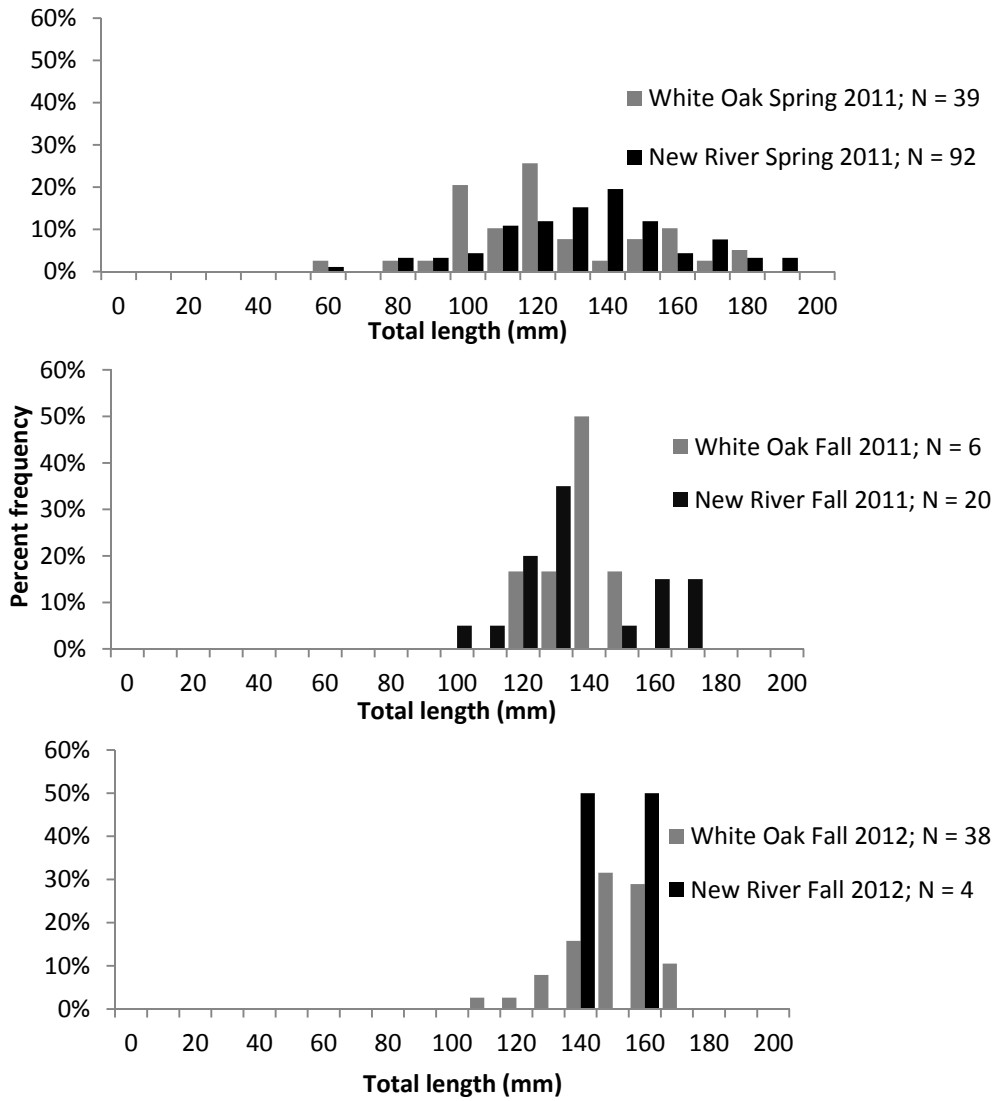 60%
50%
40%
30%
20%
10%
0%
White Oak Spring 2011; N = 39
New River Spring 2011; N = 92
0 20 40 60 80 100 120 140 160 180 200
Total length (mm)
Percent frequency
60%
50%
40%
30%
20%
10%
0%
White Oak Fall 2011; N = 6
New River Fall 2011; N = 20
0 20 40 60 80 100 120 140 160 180 200
Total length (mm)
60%
50%
40%
30%
20%
10%
0%
White Oak Fall 2012; N = 38
New River Fall 2012; N = 4
0 20 40 60 80 100 120 140 160 180 200
Total length (mm)